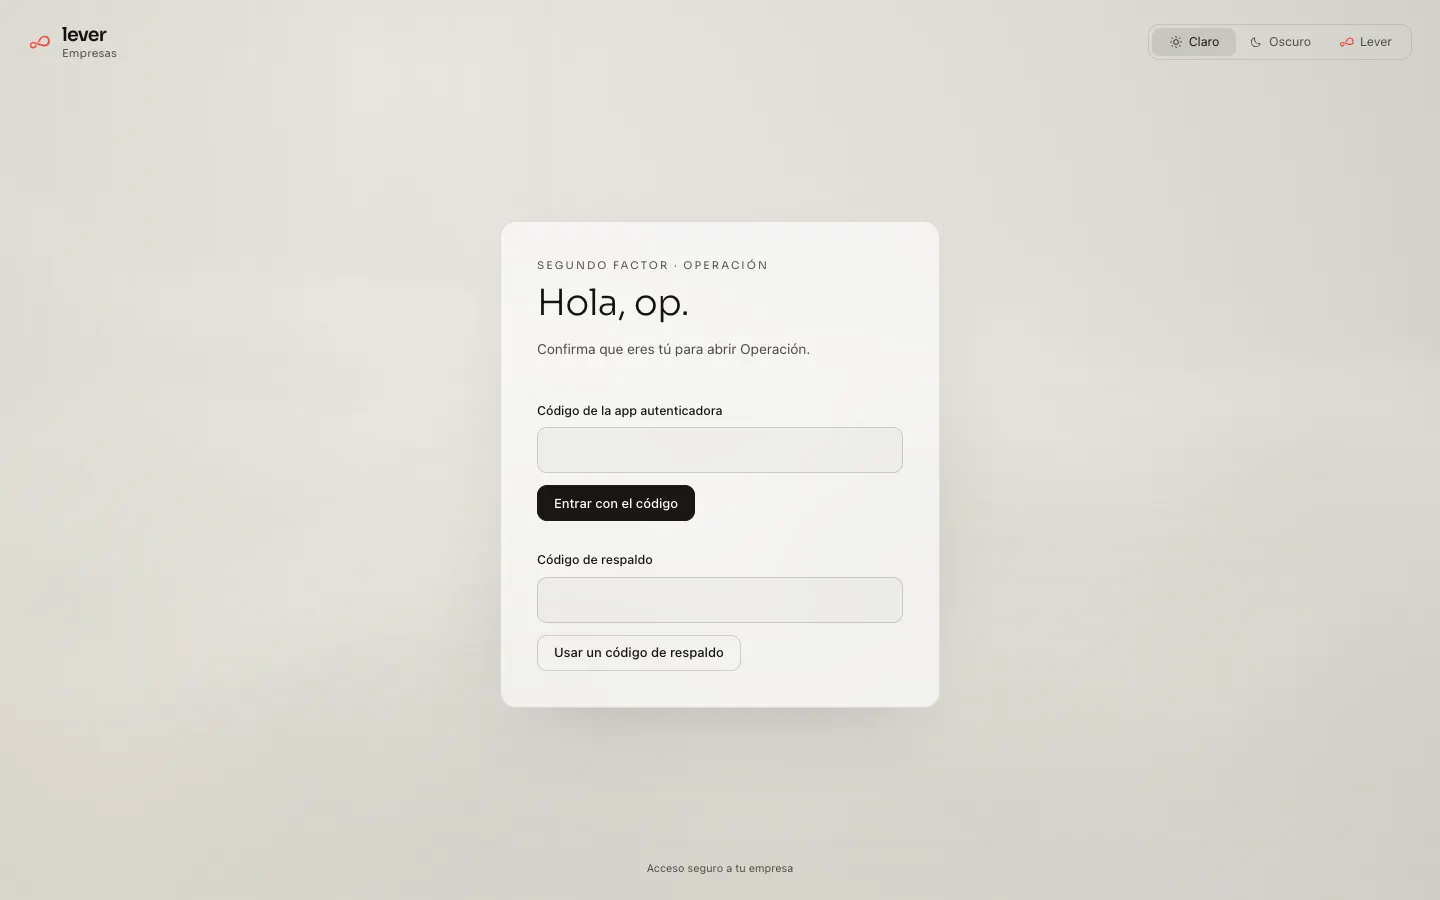 lever
Empresas
Claro
Oscuro
Lever
SEGUNDO FACTOR · OPERACIÓN
Hola, op.
Confirma que eres tú para abrir Operación.
Código de la app autenticadora
Entrar con el código
Código de respaldo
Usar un código de respaldo
Acceso seguro a tu empresa